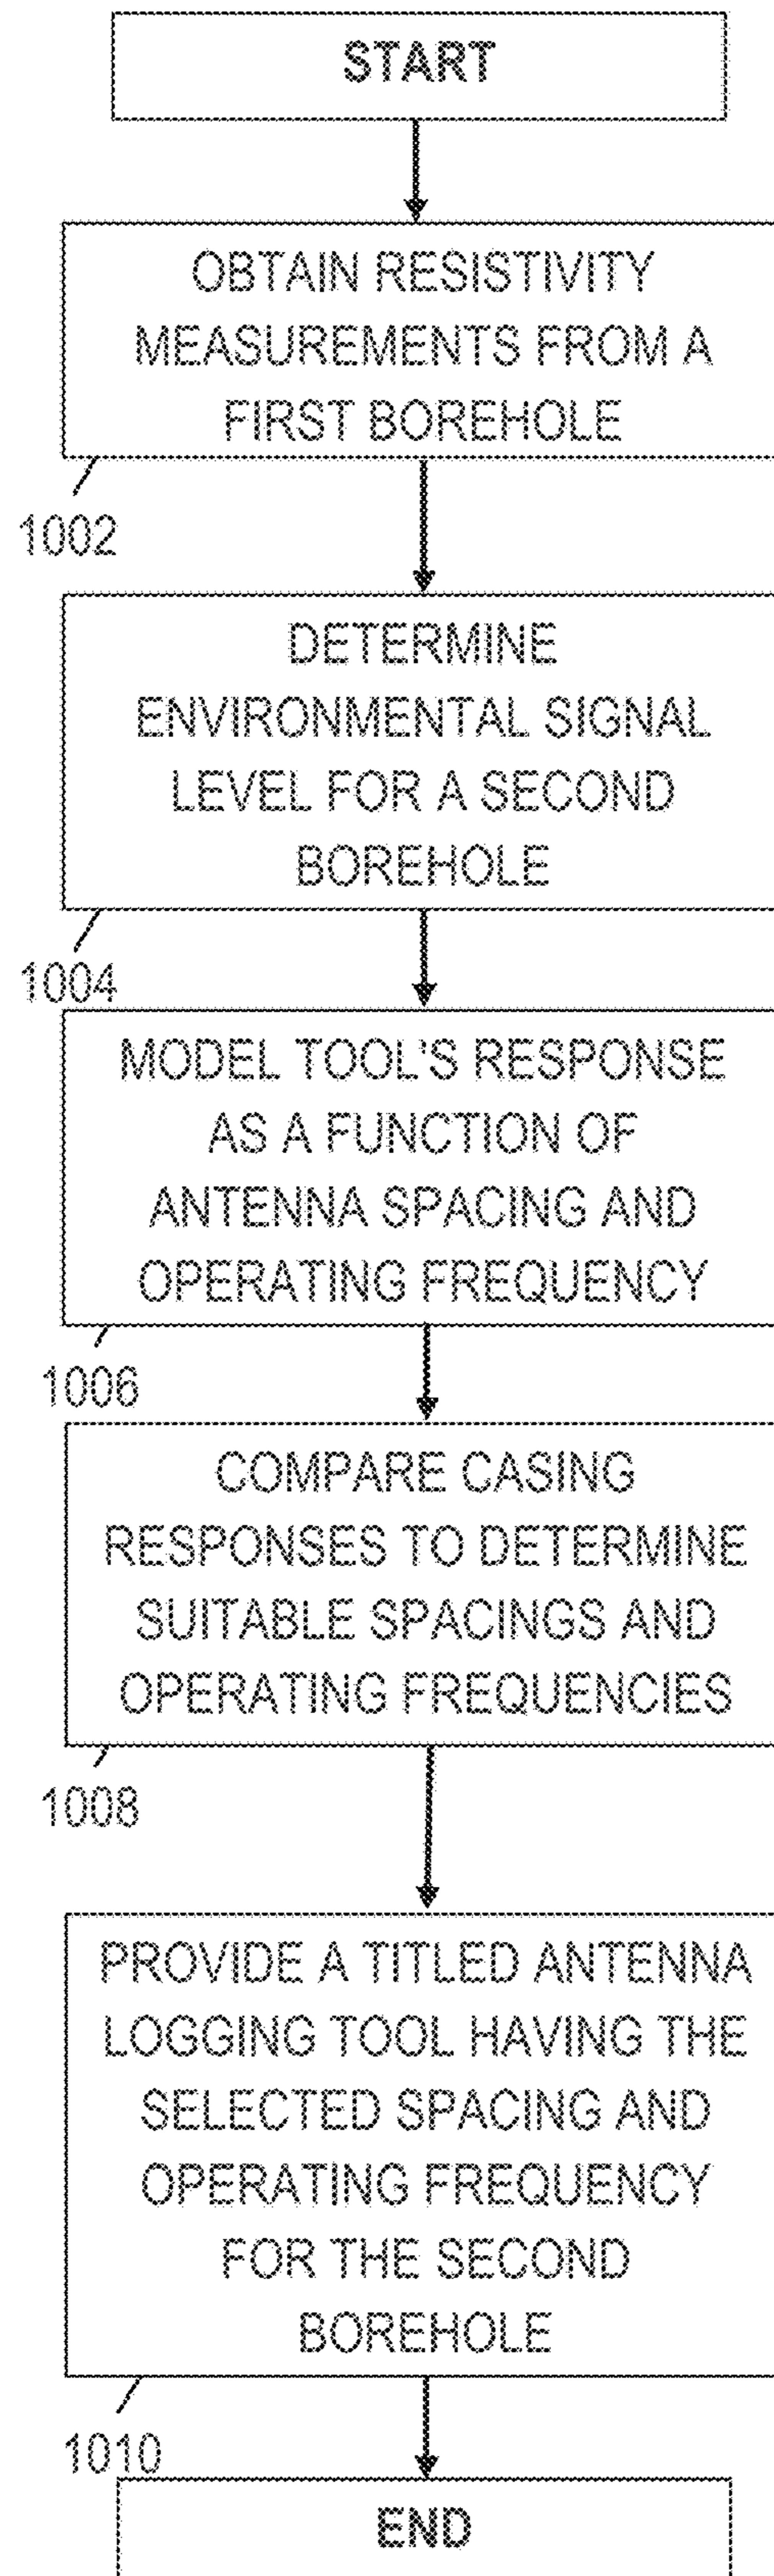 START
OBTAIN RESISTIVITY
MEASUREMENTS FROM A
FIRST BOREHOLE
1002
DETERMINE
ENVIRONMENTAL SIGNAL
LEVEL FOR A SECOND
BOREHOLE
1004
MODEL TOOL'S RESPONSE
AS A FUNCTION OF
ANTENNA SPACING AND
OPERATING FREQUENCY
1006
COMPARE CASING
RESPONSES TO DETERMINE
SUITABLE SPACINGS AND
OPERATING FREQUENCIES
1008
PROVIDE A TITLED ANTENNA
LOGGING TOOL HAVING THE
SELECTED SPACING AND
OPERATING FREQUENCY
FOR THE SECOND
BOREHOLE
1010
END